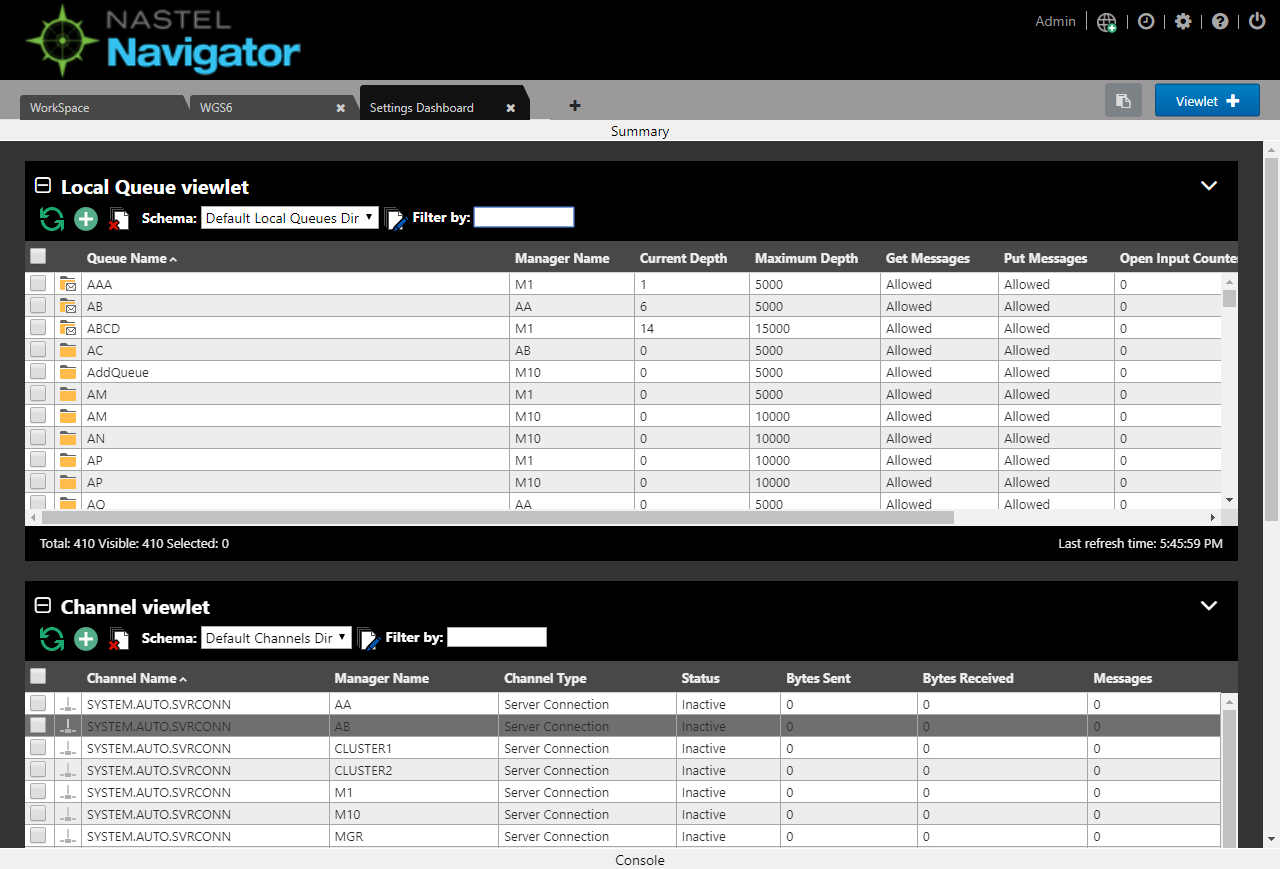 NASTEL
Navigator
Admin
WorkSpace WGS6 Settings Dashboard Viewlet
Summary
Local Queue viewlet
Schema: Default Local Queues Dir Filter by:
Queue Name Manager Name Current Depth Maximum Depth Get Messages Put Messages Open Input Counte
AAA M1 1 5000 Allowed Allowed 0
AB AA 6 5000 Allowed Allowed 0
ABCD M1 14 15000 Allowed Allowed 0
AC AB 0 5000 Allowed Allowed 0
AddQueue M10 0 5000 Allowed Allowed 0
AM M1 0 5000 Allowed Allowed 0
AM M10 0 10000 Allowed Allowed 0
AN M10 0 10000 Allowed Allowed 0
AP M1 0 10000 Allowed Allowed 0
AP M10 0 10000 Allowed Allowed 0
AQ AA 0 5000 Allowed Allowed 0
Total: 410 Visible: 410 Selected: 0 Last refresh time: 5:45:59 PM
Channel viewlet
Schema: Default Channels Dir Filter by:
Channel Name Manager Name Channel Type Status Bytes Sent Bytes Received Messages
SYSTEM.AUTO.SVRCONN AA Server Connection Inactive 0 0 0
SYSTEM.AUTO.SVRCONN AB Server Connection Inactive 0 0 0
SYSTEM.AUTO.SVRCONN CLUSTER1 Server Connection Inactive 0 0 0
SYSTEM.AUTO.SVRCONN CLUSTER2 Server Connection Inactive 0 0 0
SYSTEM.AUTO.SVRCONN M1 Server Connection Inactive 0 0 0
SYSTEM.AUTO.SVRCONN M10 Server Connection Inactive 0 0 0
SYSTEM.AUTO.SVRCONN MGR Server Connection Inactive 0 0 0
Console